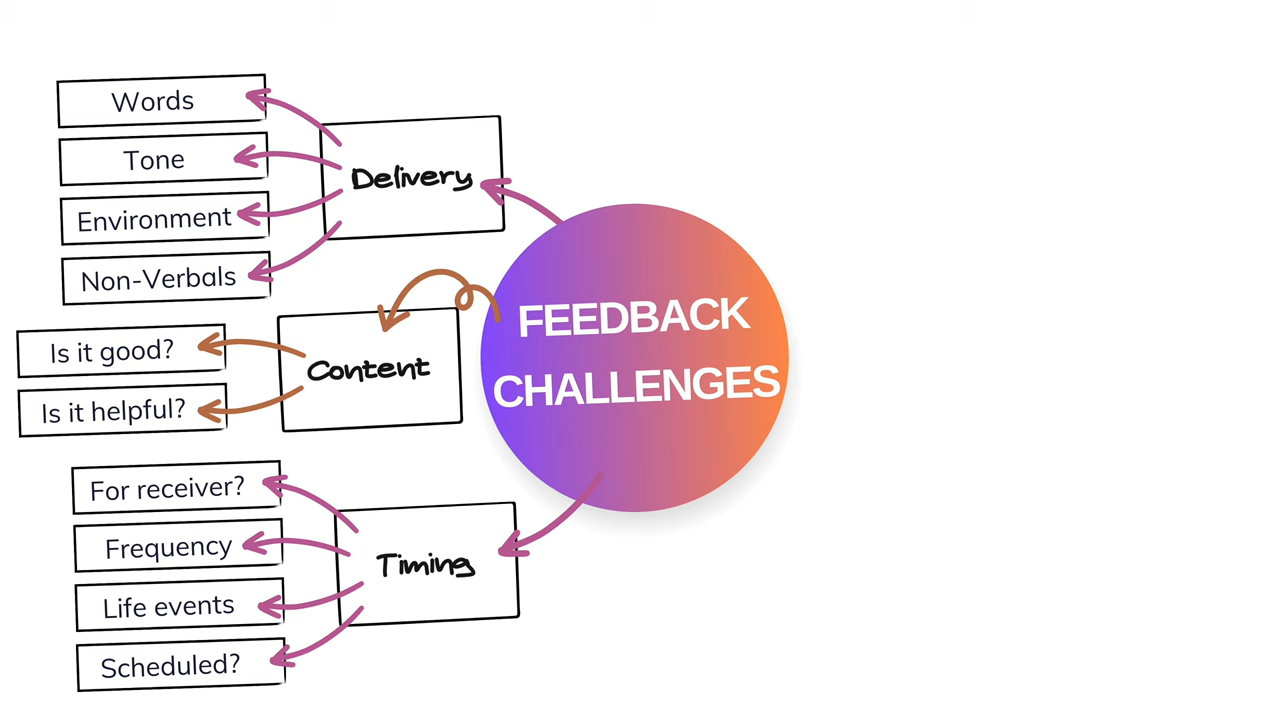 Words
Tone
Environment
Non-Verbals
Delivery
Is it good?
Is it helpful?
Content
For receiver?
Frequency
Life events
Scheduled?
Timing
FEEDBACK
CHALLENGES